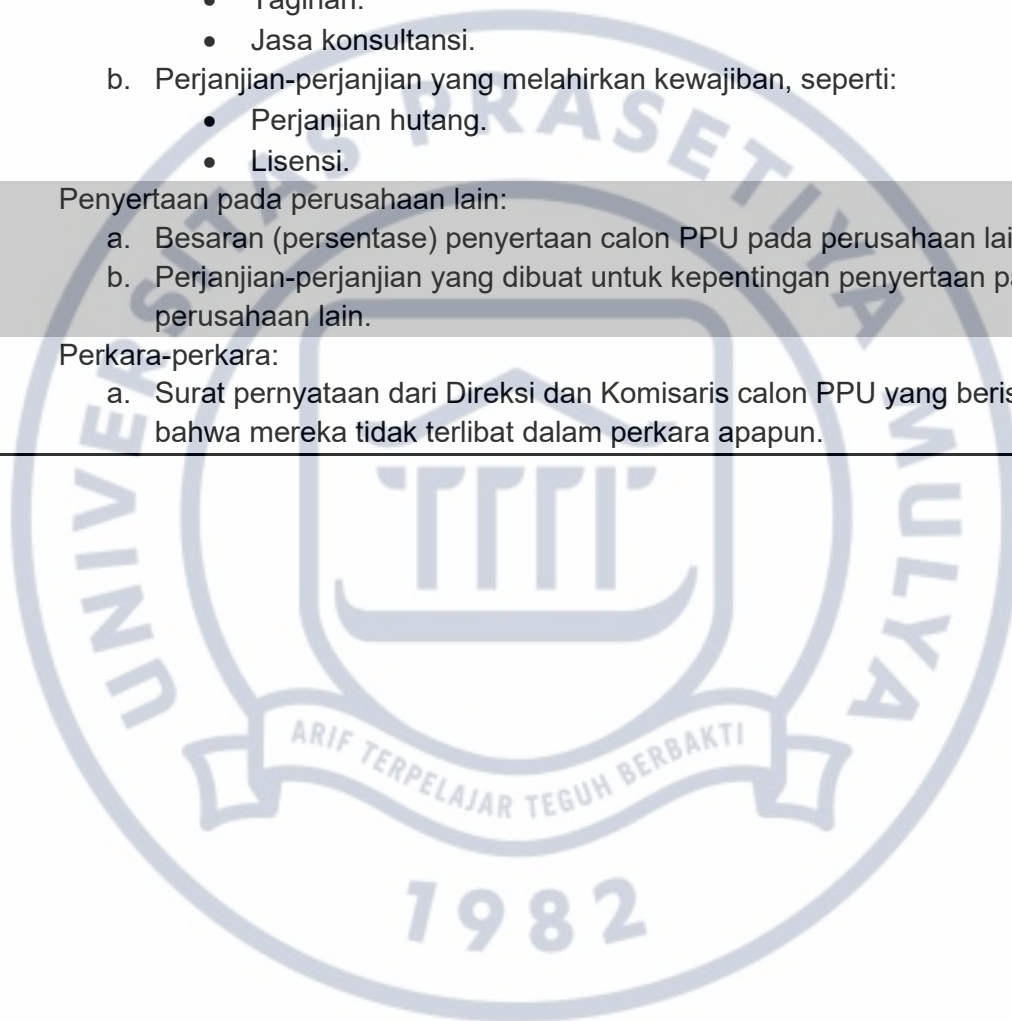 • Tagihan.
• Jasa konsultansi.
b. Perjanjian-perjanjian yang melahirkan kewajiban, seperti:
• Perjanjian hutang.
• Lisensi.
Penyertaan pada perusahaan lain:
a. Besaran (persentase) penyertaan calon PPU pada perusahaan lai
b. Perjanjian-perjanjian yang dibuat untuk kepentingan penyertaan pa
perusahaan lain.
Perkara-perkara:
a. Surat pernyataan dari Direksi dan Komisaris calon PPU yang beris
bahwa mereka tidak terlibat dalam perkara apapun.
UNIVERSITAS PRASETIYA MULYA
ARIF TERPELAJAR TEGUH BERBAKTI
1982